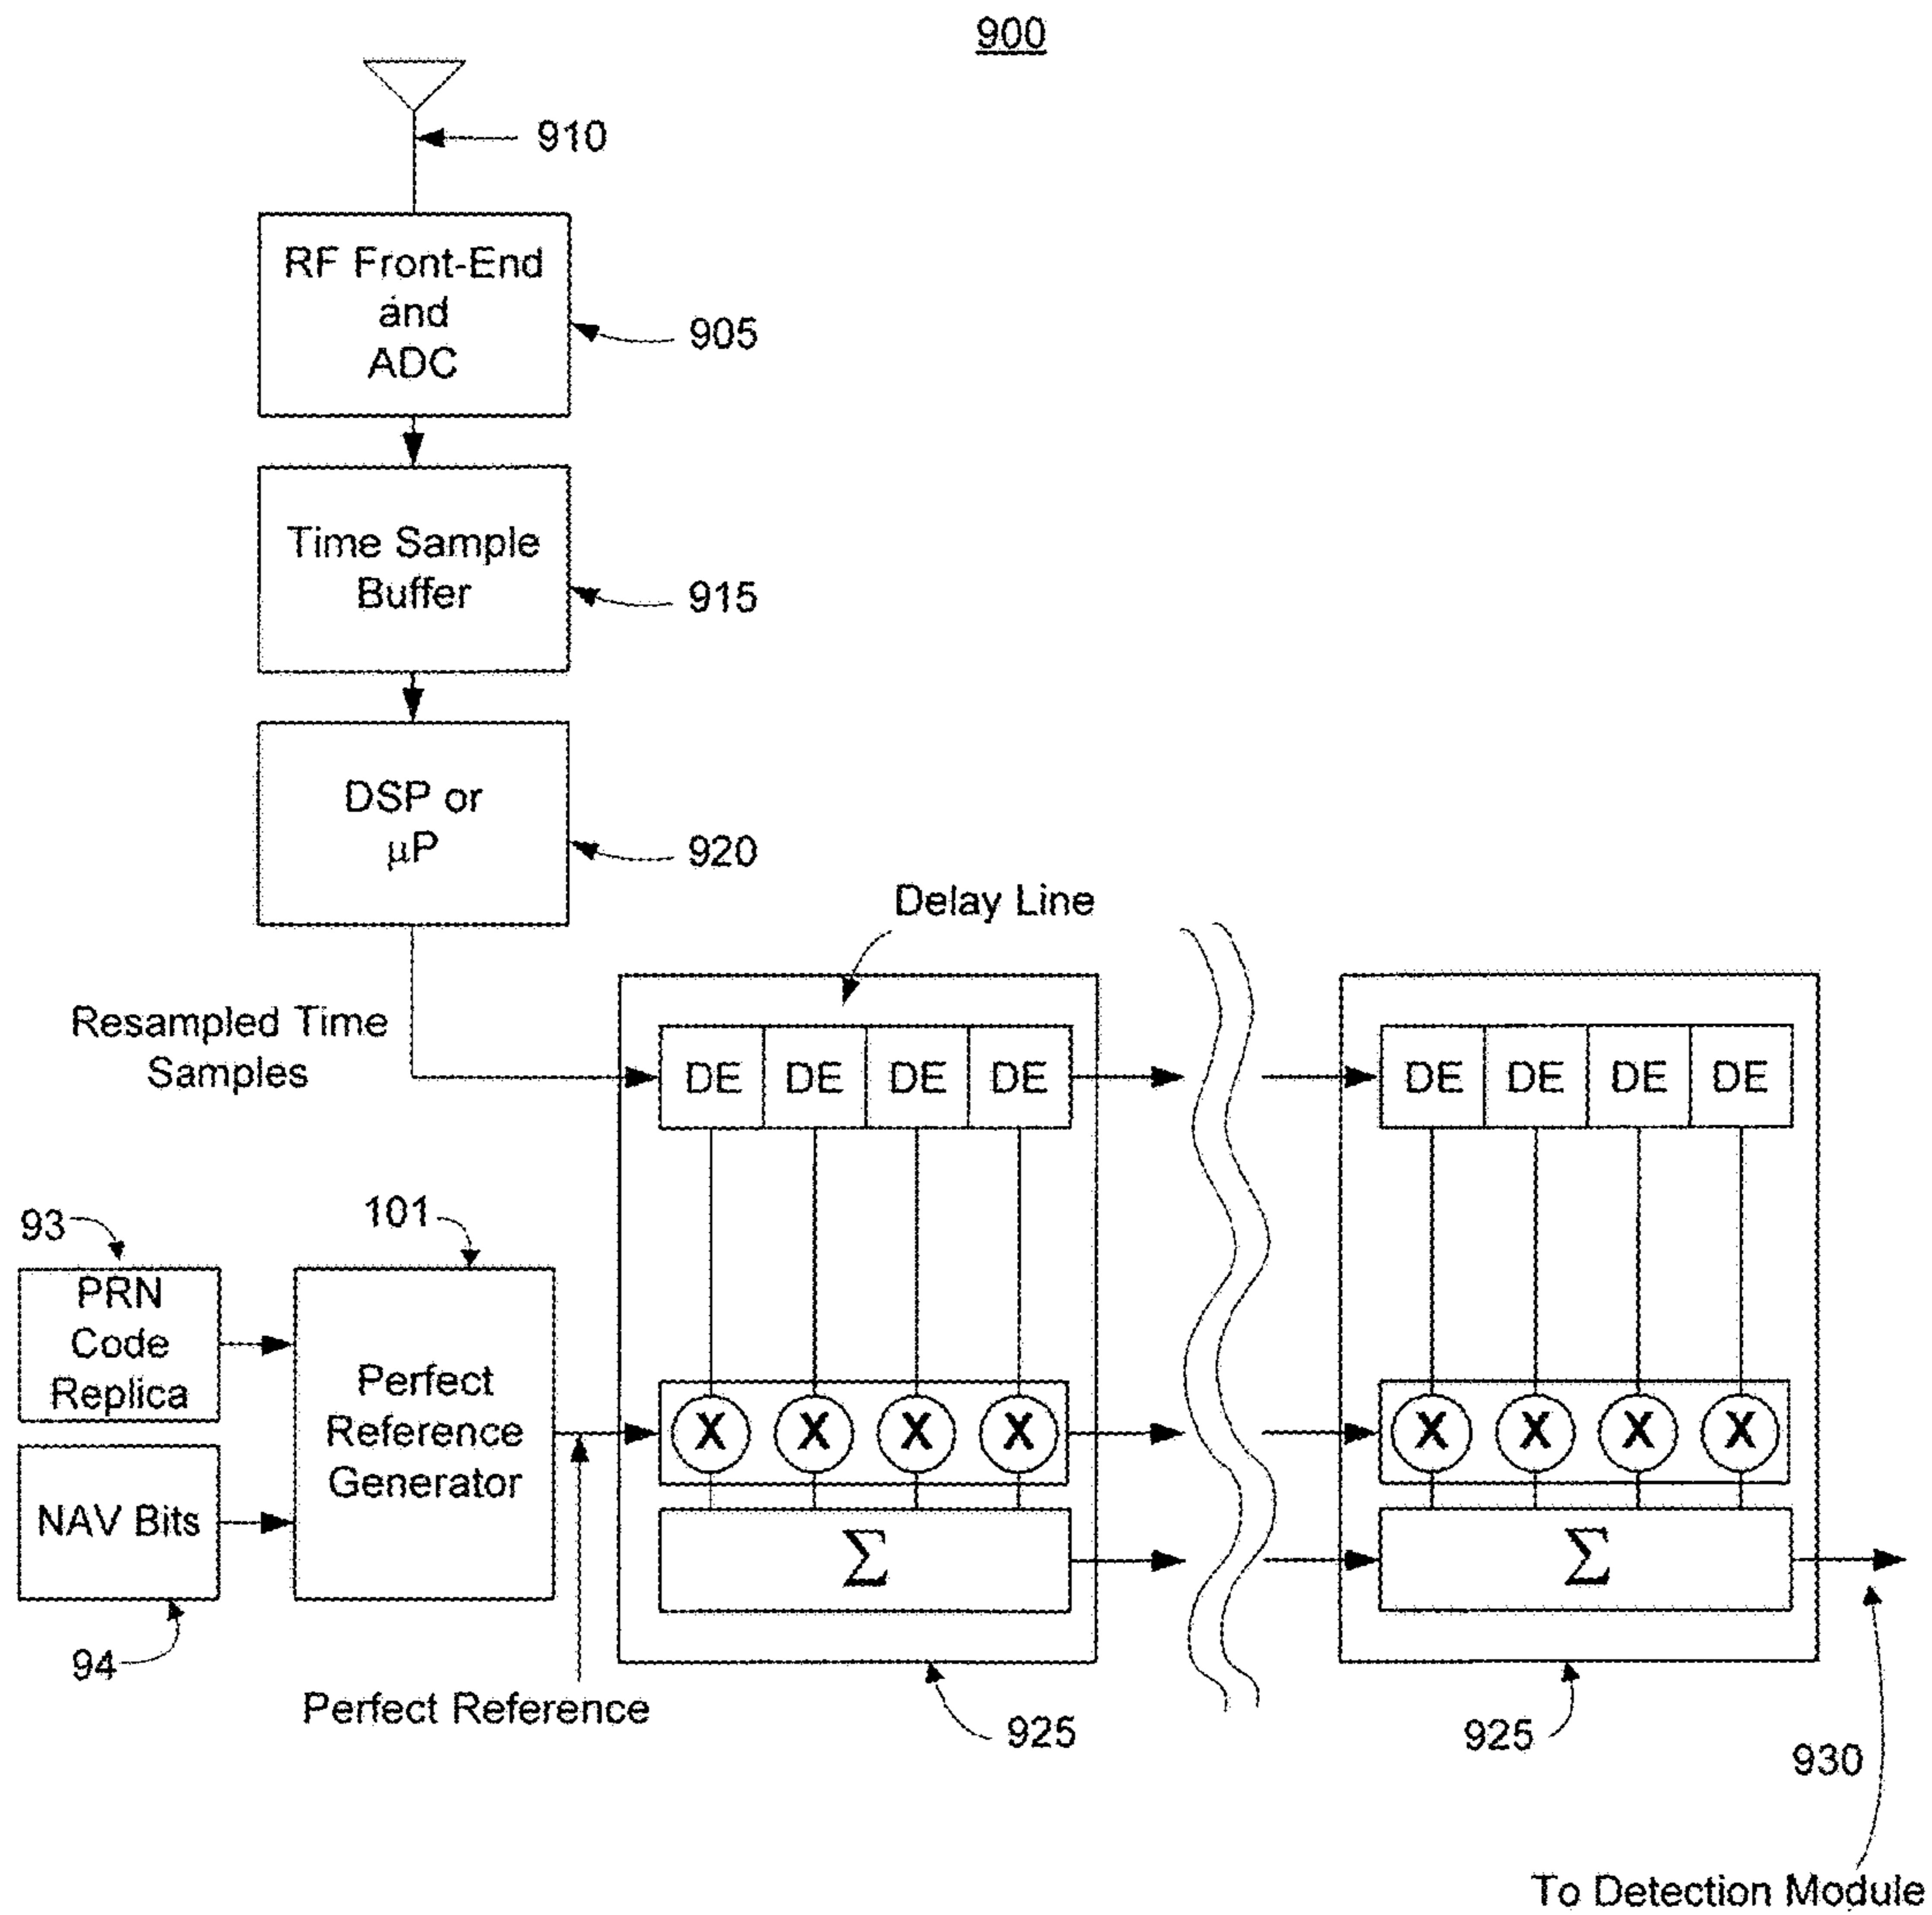 900
910
RF Front-End
and
ADC
905
Time Sample
Buffer
915
DSP or
μP
920
Delay Line
Resampled Time
Samples
DE DE DE DE
DE DE DE DE
93
101
PRN
Code
Replica
Perfect
Reference
Generator
X X X X
X X X X
NAV Bits
Σ
Σ
94
Perfect Reference
925
925
930
To Detection Module